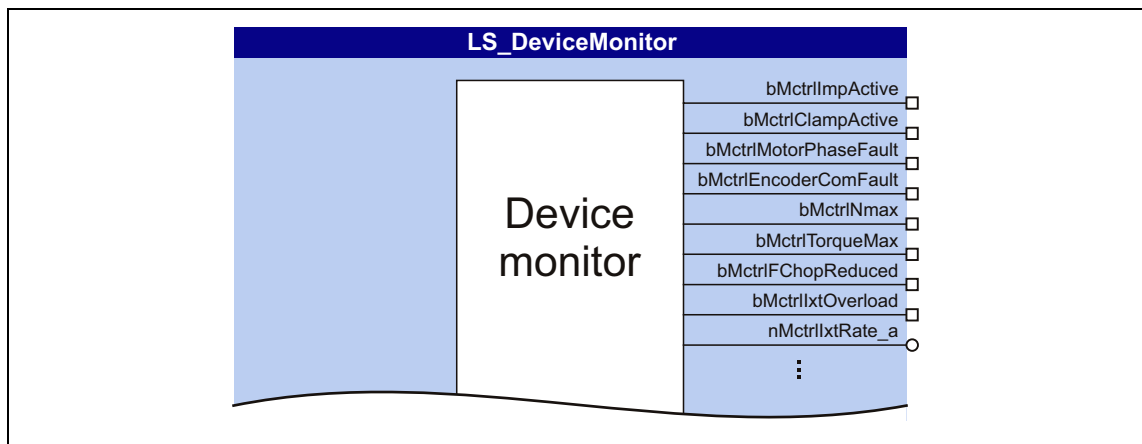 LS_DeviceMonitor
Device
monitor
bMctrlImpActive
bMctrlClampActive
bMctrlMotorPhaseFault
bMctrlEncoderComFault
bMctrlNmax
bMctrlTorqueMax
bMctrlFChopReduced
bMctrlIxtOverload
nMctrlIxtRate_a